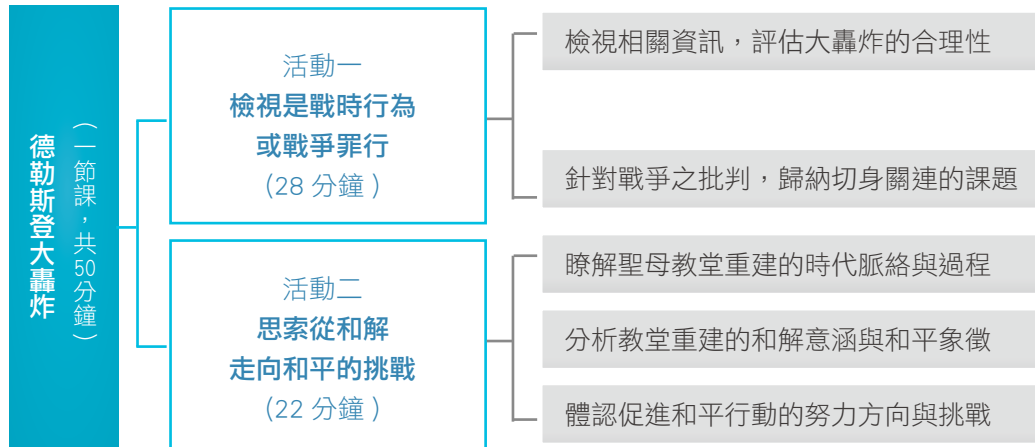 德勒斯登大轟炸
（一節課，共50分鐘）
活動一
檢視是戰時行為
或戰爭罪行
（28 分鐘）
檢視相關資訊，評估大轟炸的合理性
針對戰爭之批判，歸納切身關連的課題
活動二
思索從和解
走向和平的挑戰
（22 分鐘）
瞭解聖母教堂重建的時代脈絡與過程
分析教堂重建的和解意涵與和平象徵
體認促進和平行動的努力方向與挑戰